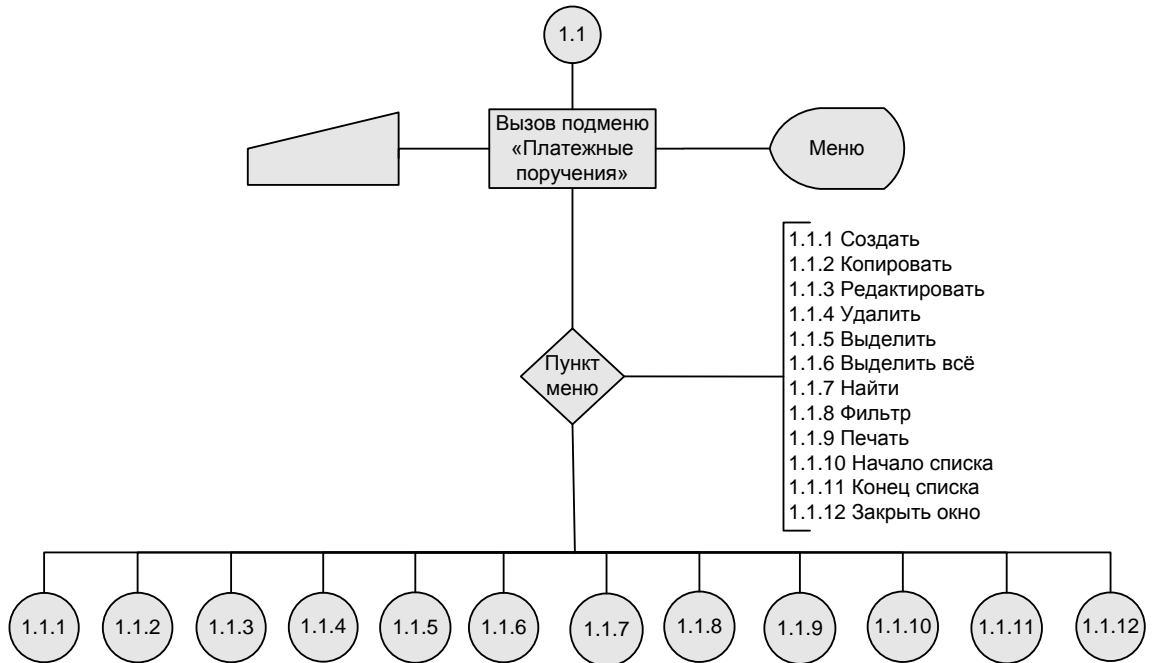 1.1
Вызов подменю
«Платежные
поручения»
Меню
1.1.1 Создать
1.1.2 Копировать
1.1.3 Редактировать
1.1.4 Удалить
1.1.5 Выделить
1.1.6 Выделить всё
1.1.7 Найти
1.1.8 Фильтр
1.1.9 Печать
1.1.10 Начало списка
1.1.11 Конец списка
1.1.12 Закрыть окно
Пункт
меню
1.1.1
1.1.2
1.1.3
1.1.4
1.1.5
1.1.6
1.1.7
1.1.8
1.1.9
1.1.10
1.1.11
1.1.12